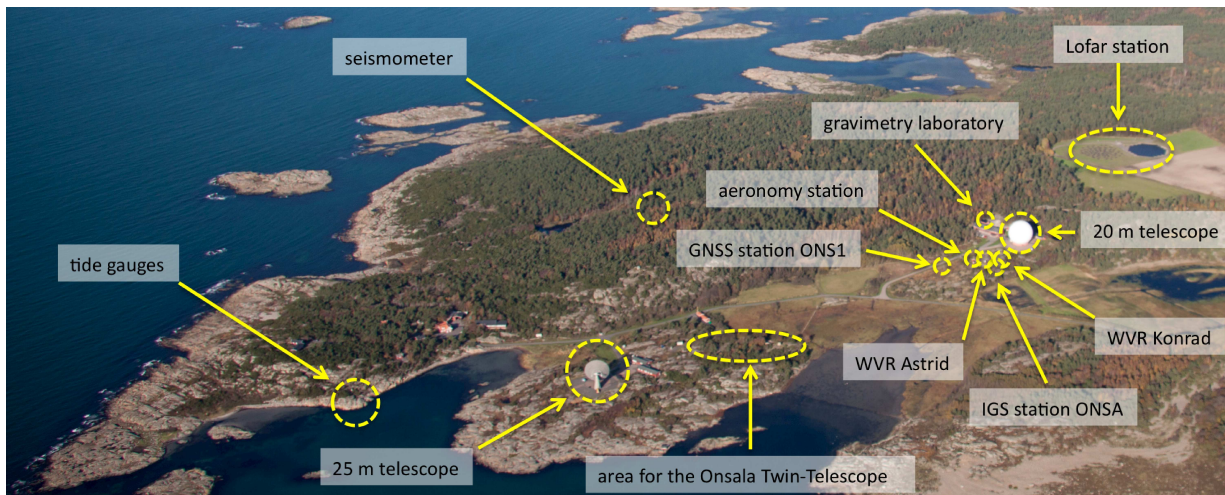 seismometer
Lofar station
gravimetry laboratory
aeronomy station
20 m telescope
GNSS station ONS1
tide gauges
WVR Konrad
WVR Astrid
IGS station ONSA
25 m telescope
area for the Onsala Twin-Telescope